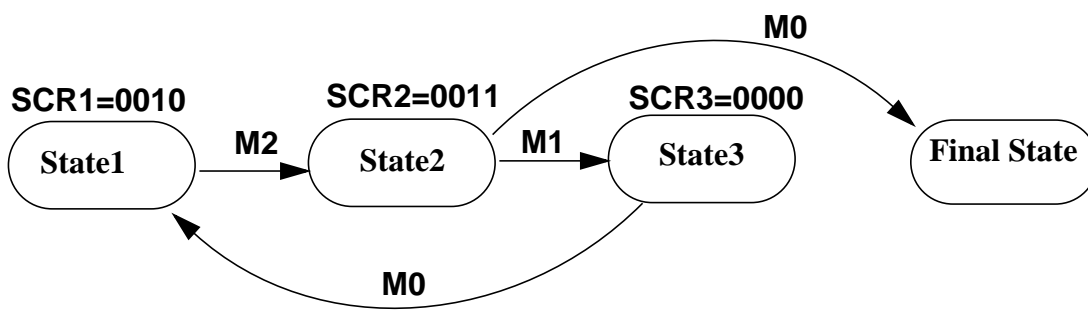 M0
SCR1=0010
SCR2=0011
SCR3=0000
State1
M2
State2
M1
State3
Final State
M0